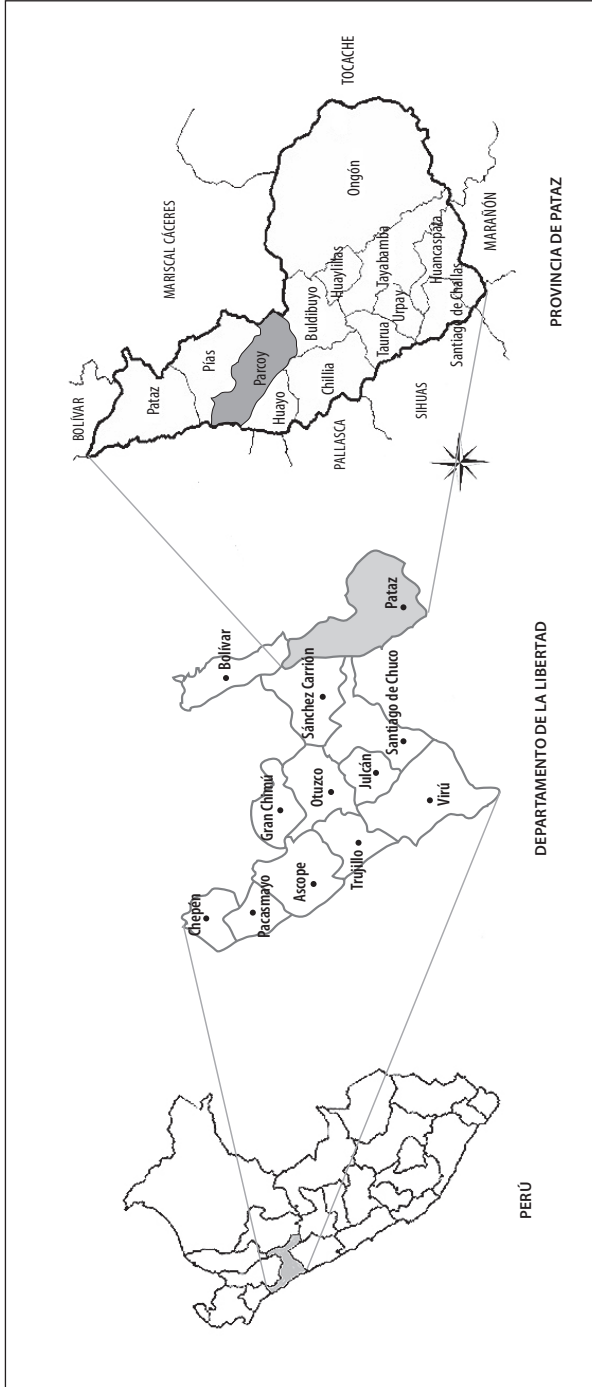 PERÚ
Chepén
Pacasmayo
Ascope
Gran Chimú
Otuzco
Trujillo
Julcán
Virú
Santiago de Chuco
Sánchez Carrión
Bolívar
Pataz
DEPARTAMENTO DE LA LIBERTAD
BOLÍVAR
MARISCAL CÁCERES
TOCACHE
Pataz
Pías
Parcoy
Huayo
Buldibuyo
Chillia
Huaylillas
Ongón
Tayabamba
Taurua
Urpay
Huancaspata
Santiago de Challas
PALLASCA
SIHUAS
MARAÑÓN
PROVINCIA DE PATAZ